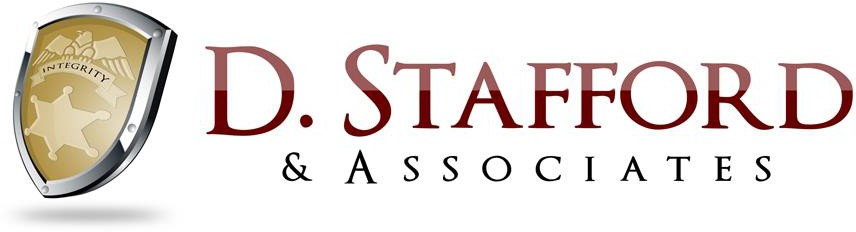 INTEGRITY
D. STAFFORD
& ASSOCIATES